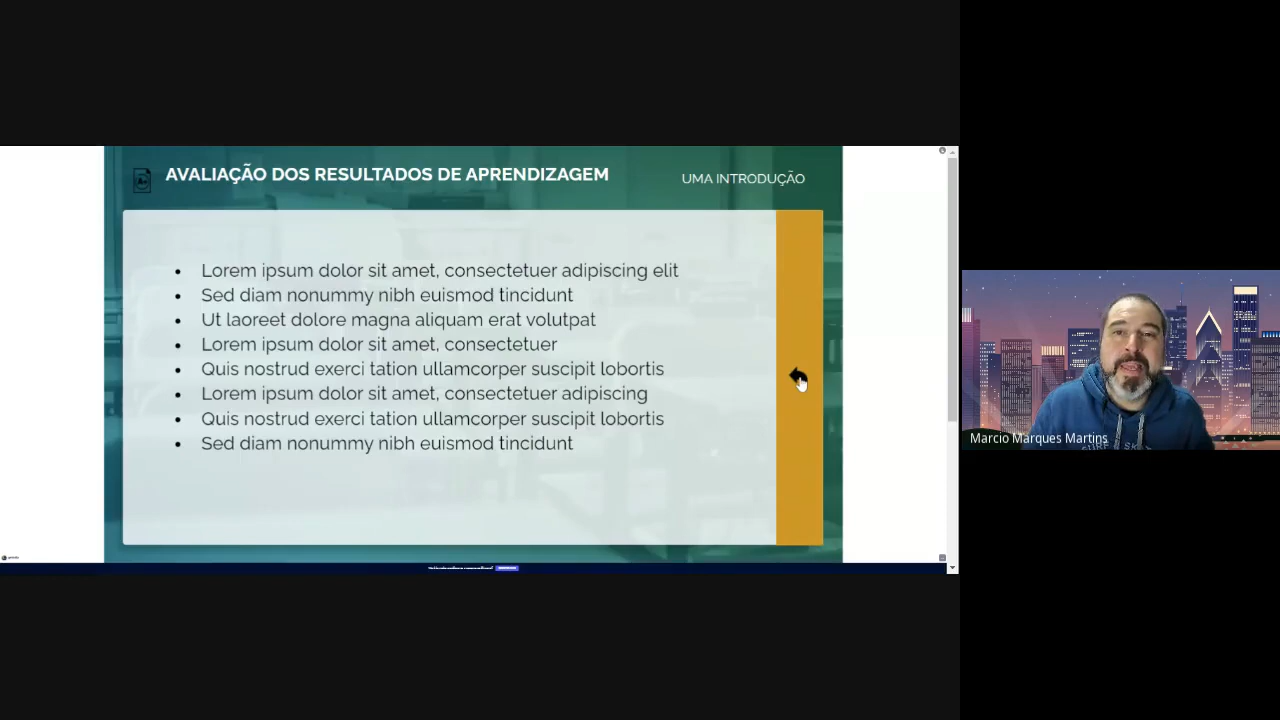 AVALIAÇÃO DOS RESULTADOS DE APRENDIZAGEM
UMA INTRODUÇÃO
• Lorem ipsum dolor sit amet, consectetuer adipiscing elit
• Sed diam nonummy nibh euismod tincidunt
• Ut laoreet dolore magna aliquam erat volutpat
• Lorem ipsum dolor sit amet, consectetuer
• Quis nostrud exerci tation ullamcorper suscipit lobortis
• Lorem ipsum dolor sit amet, consectetuer adipiscing
• Quis nostrud exerci tation ullamcorper suscipit lobortis
• Sed diam nonummy nibh euismod tincidunt
Marcio Marques Martins